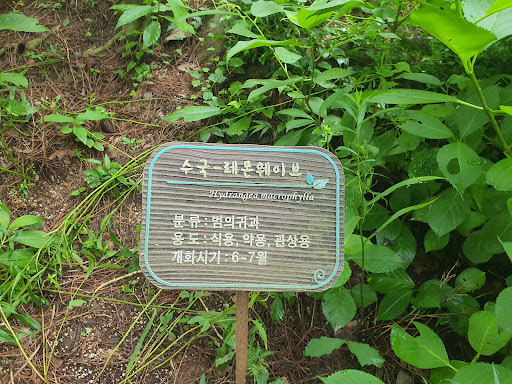 수국-레몬웨이브
Hydrangea macrophylla
분류 : 범의귀과
용도 : 식용, 약용, 관상용
개화시기 : 6~7월